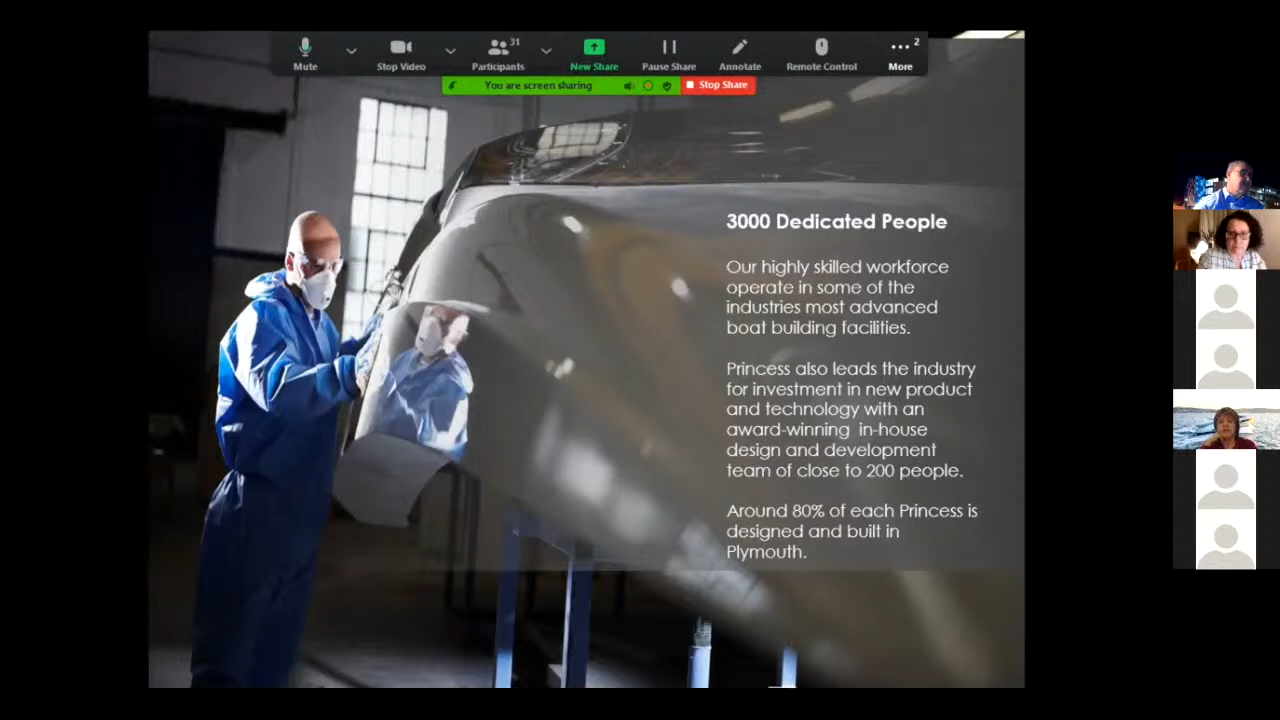 31
2
Mute
Stop Video
Participants
New Share
Pause Share
Annotate
Remote Control
More
You are screen sharing
Stop Share
3000 Dedicated People
Our highly skilled workforce
operate in some of the
industries most advanced
boat building facilities.
Princess also leads the industry
for investment in new product
and technology with an
award-winning in-house
design and development
team of close to 200 people.
Around 80% of each Princess is
designed and built in
Plymouth.